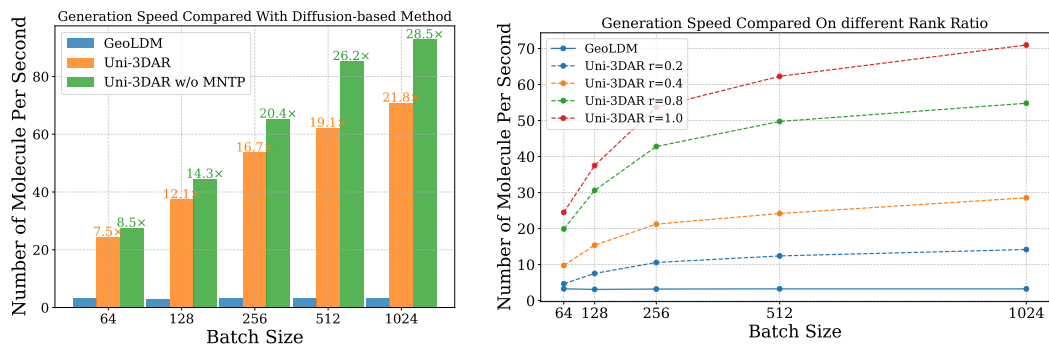 Generation Speed Compared With Diffusion-based Method
Number of Molecule Per Second
80
60
40
20
0
GeoLDM
Uni-3DAR
Uni-3DAR w/o MNTP
7.5×
8.5×
12.1×
14.3×
16.7×
20.4×
19.1×
26.2×
21.8×
28.5×
64
128
256
512
1024
Batch Size
Generation Speed Compared On different Rank Ratio
Number of Molecule Per Second
70
60
50
40
30
20
10
0
GeoLDM
Uni-3DAR r=0.2
Uni-3DAR r=0.4
Uni-3DAR r=0.8
Uni-3DAR r=1.0
64
128
256
512
1024
Batch Size